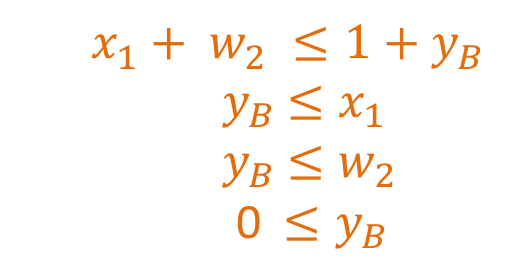 x₁ + w₂ ≤ 1 + y_B
y_B ≤ x₁
y_B ≤ w₂
0 ≤ y_B